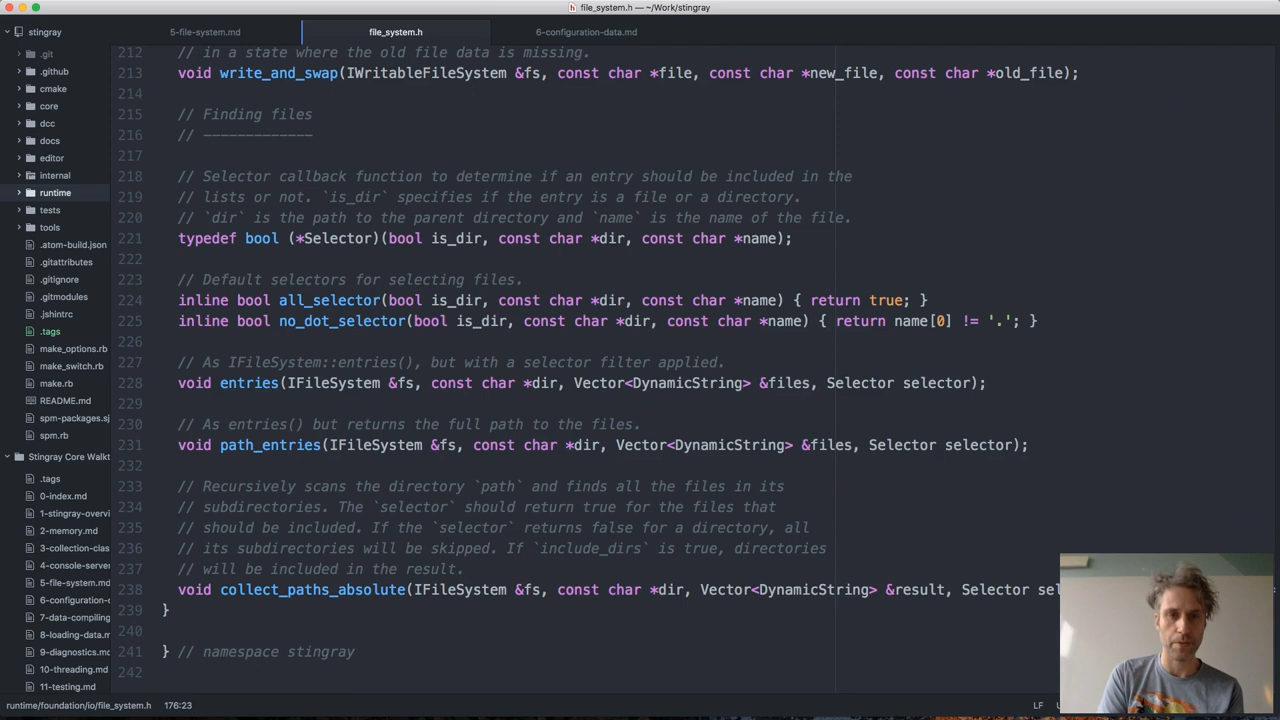 file_system.h — ~/Work/stingray
stingray
5-file-system.md
file_system.h
6-configuration-data.md
.git
.github
cmake
core
dcc
docs
editor
internal
runtime
tests
tools
.atom-build.json
.gitattributes
.gitignore
.gitmodules
.jshintrc
.tags
make_options.rb
make_switch.rb
make.rb
README.md
spm-packages.sj
spm.rb
Stingray Core Walkt
.tags
0-index.md
1-stingray-overvi
2-memory.md
3-collection-class
4-console-server
5-file-system.md
6-configuration-c
7-data-compiling
8-loading-data.m
9-diagnostics.mc
10-threading.md
11-testing.md
212 // in a state where the old file data is missing.
213 void write_and_swap(IWritableFileSystem &fs, const char *file, const char *new_file, const char *old_file);
214
215 // Finding files
216 // -------------
217
218 // Selector callback function to determine if an entry should be included in the
219 // lists or not. `is_dir` specifies if the entry is a file or a directory.
220 // `dir` is the path to the parent directory and `name` is the name of the file.
221 typedef bool (*Selector)(bool is_dir, const char *dir, const char *name);
222
223 // Default selectors for selecting files.
224 inline bool all_selector(bool is_dir, const char *dir, const char *name) { return true; }
225 inline bool no_dot_selector(bool is_dir, const char *dir, const char *name) { return name[0] != '.'; }
226
227 // As IFileSystem::entries(), but with a selector filter applied.
228 void entries(IFileSystem &fs, const char *dir, Vector<DynamicString> &files, Selector selector);
229
230 // As entries() but returns the full path to the files.
231 void path_entries(IFileSystem &fs, const char *dir, Vector<DynamicString> &files, Selector selector);
232
233 // Recursively scans the directory `path` and finds all the files in its
234 // subdirectories. The `selector` should return true for the files that
235 // should be included. If the `selector` returns false for a directory, all
236 // its subdirectories will be skipped. If `include_dirs` is true, directories
237 // will be included in the result.
238 void collect_paths_absolute(IFileSystem &fs, const char *dir, Vector<DynamicString> &result, Selector sel
239 }
240
241 } // namespace stingray
242
runtime/foundation/io/file_system.h 176:23
LF